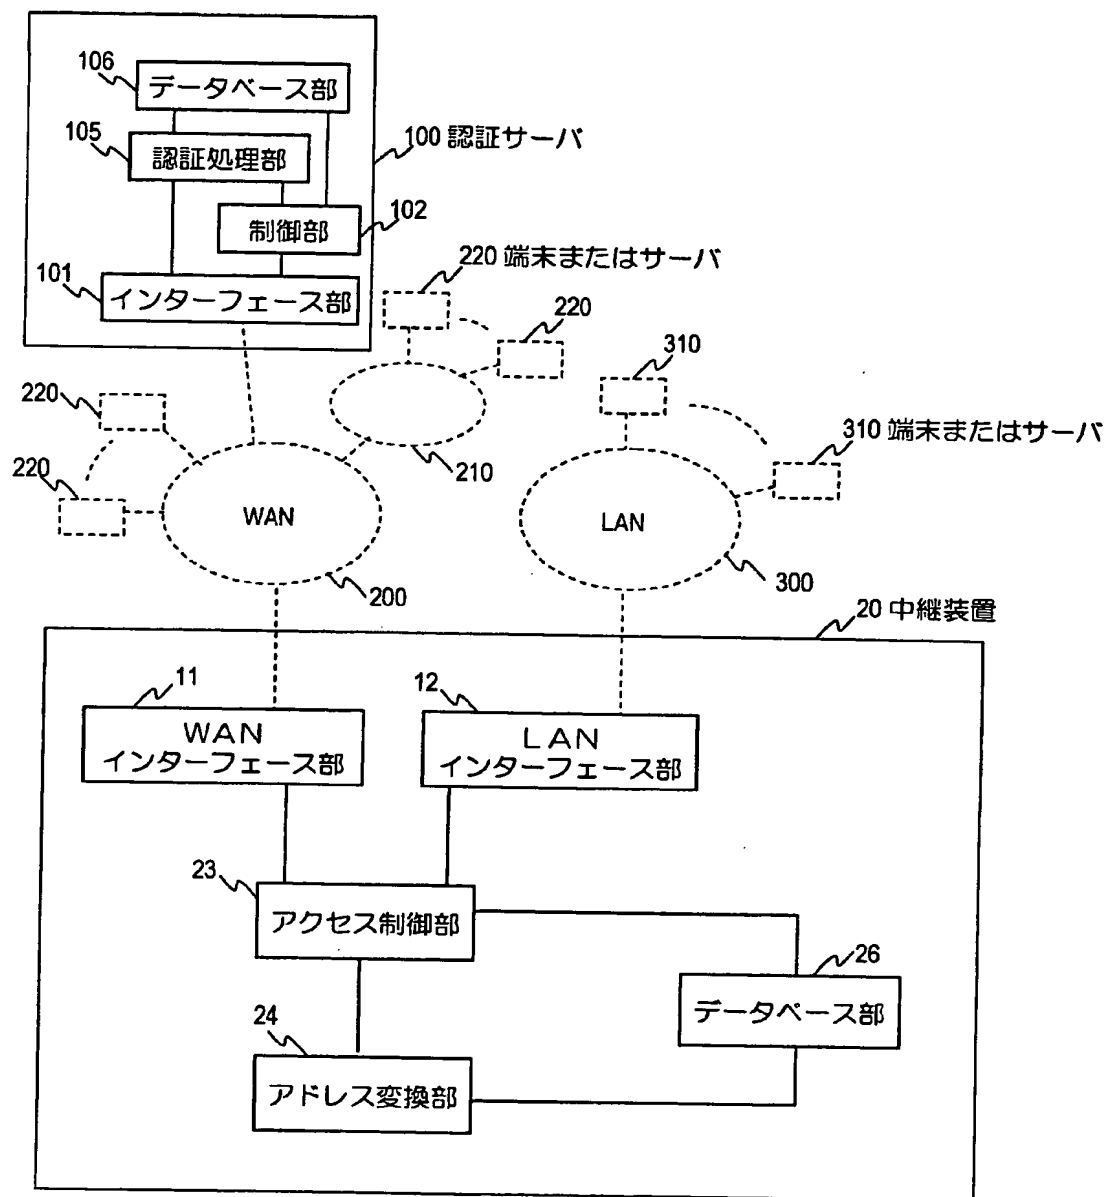 106
データベース部
105
認証処理部
100 認証サーバ
102
制御部
101
インターフェース部
220 端末またはサーバ
220
310
220
310 端末またはサーバ
210
220
WAN
LAN
200
300
20 中継装置
11
12
WAN
インターフェース部
LAN
インターフェース部
23
アクセス制御部
26
データベース部
24
アドレス変換部